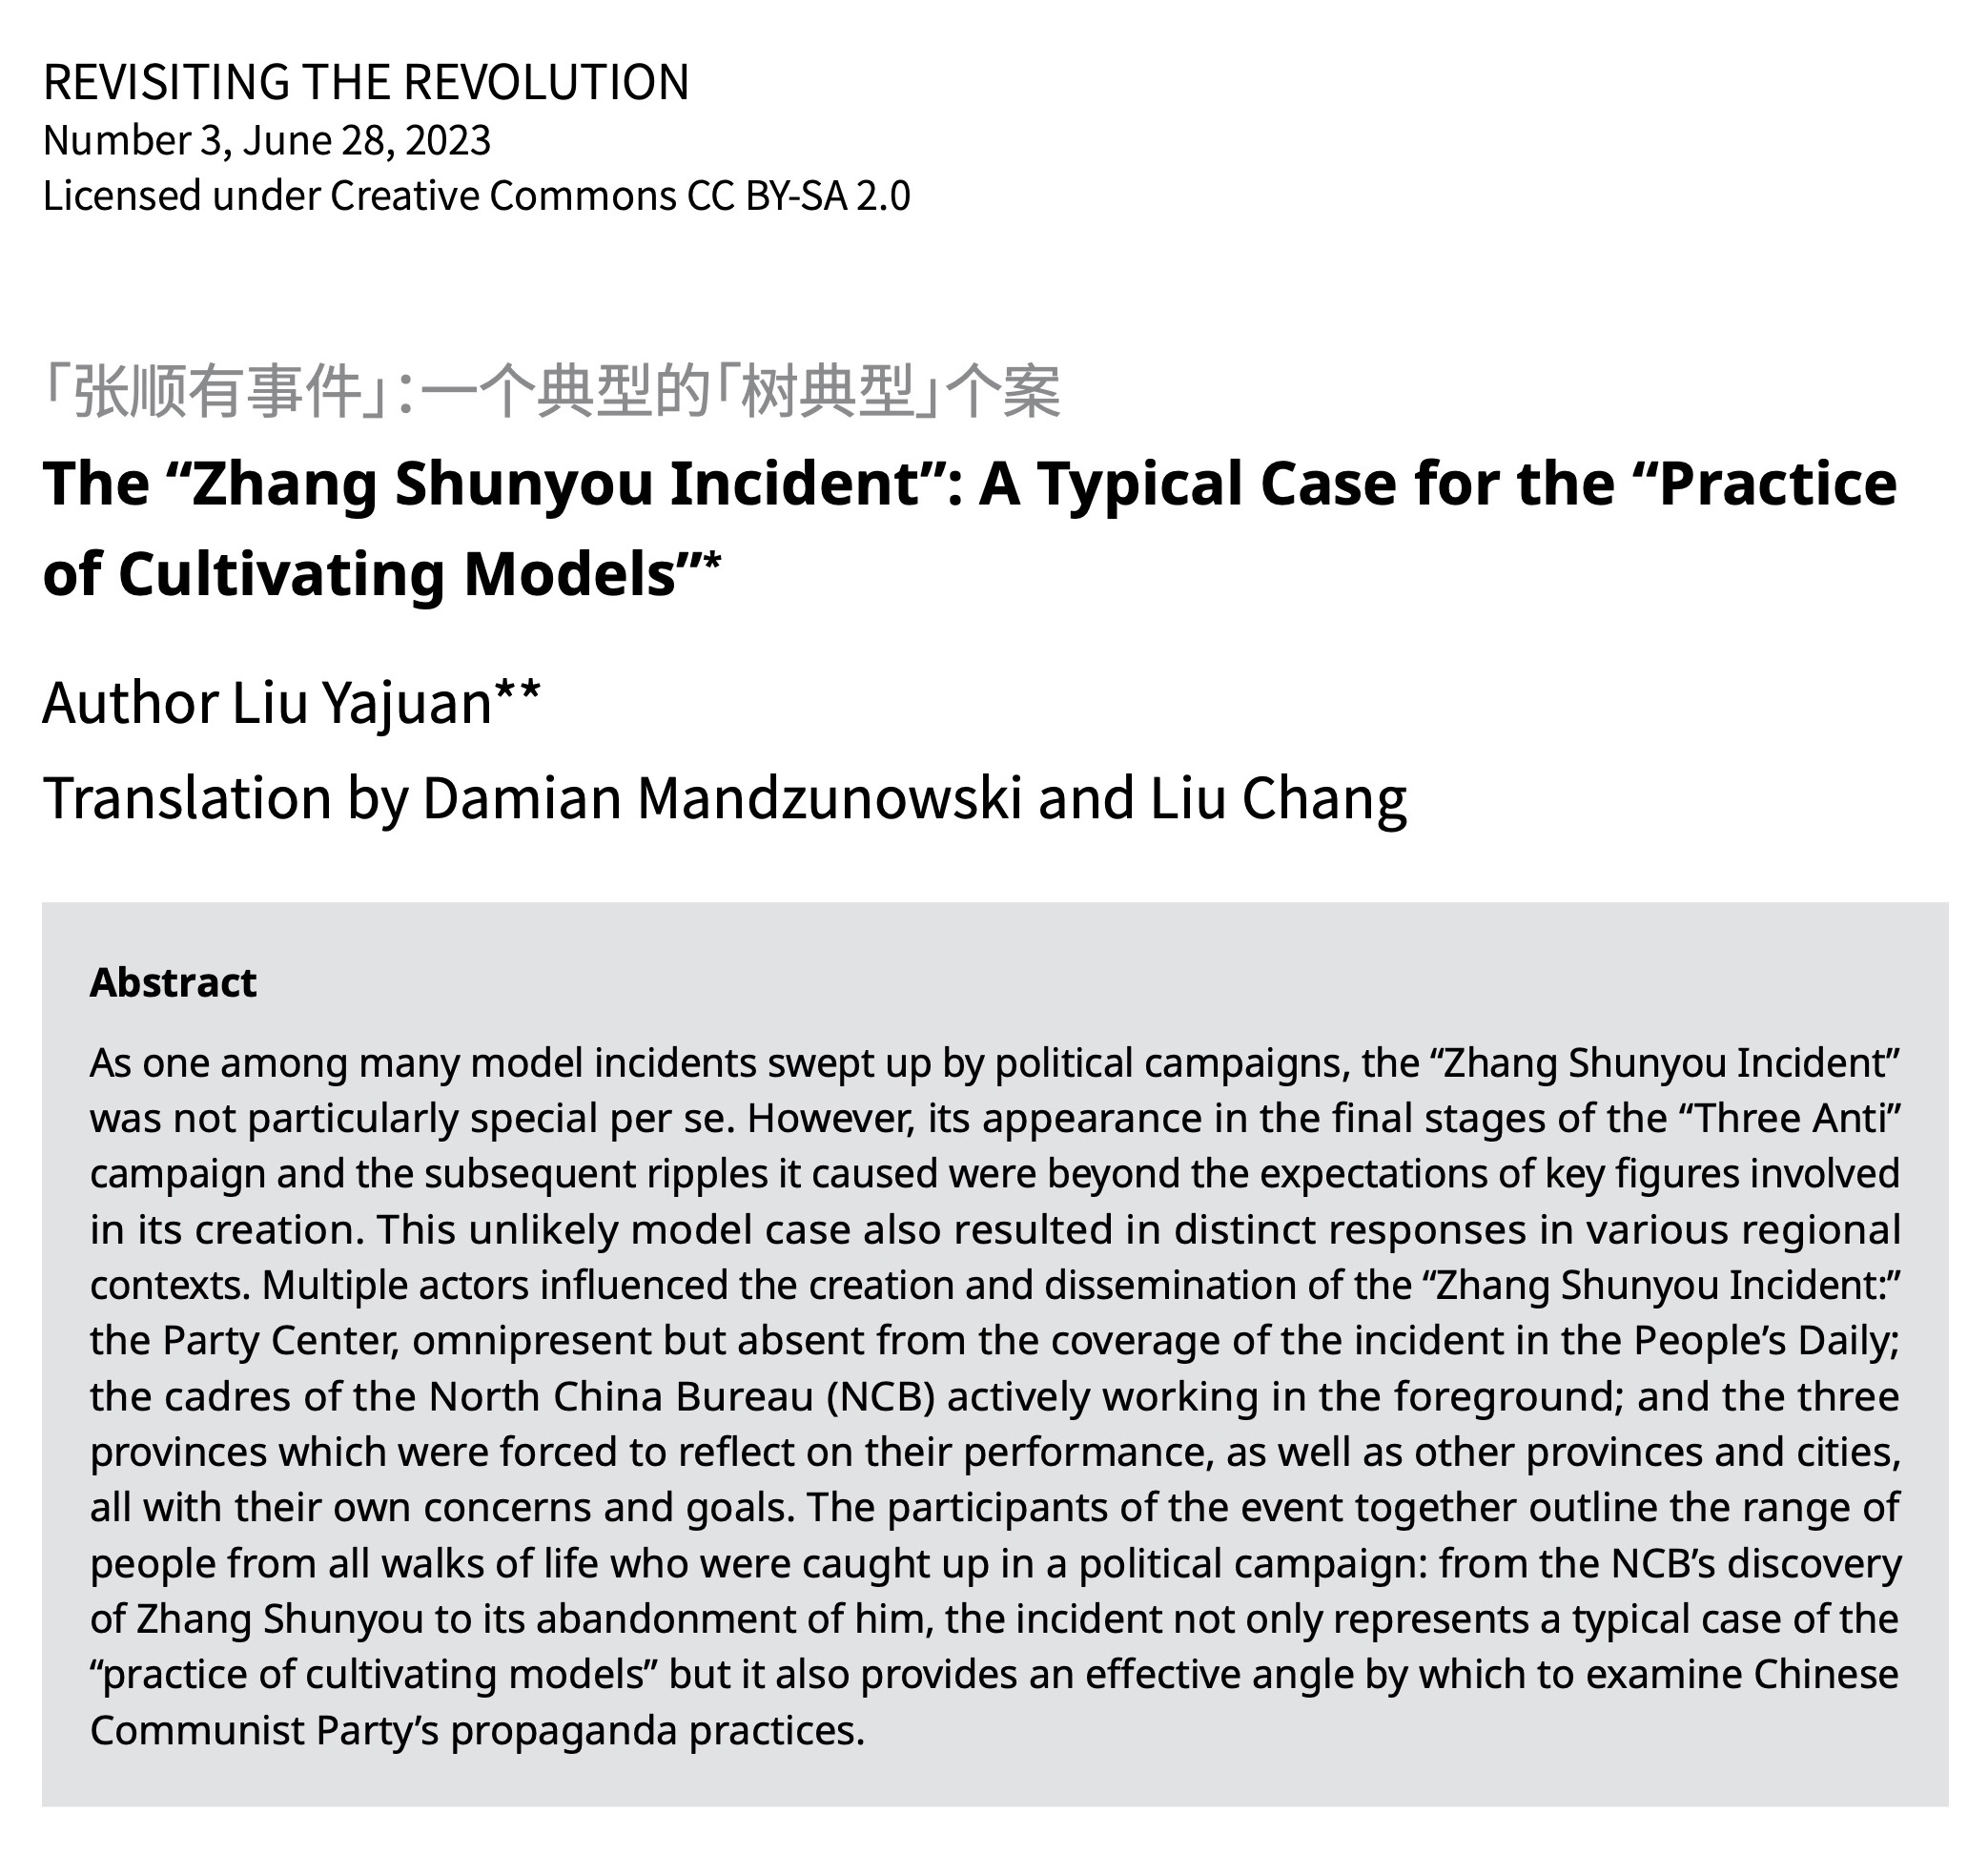 REVISITING THE REVOLUTION
Number 3, June 28, 2023
Licensed under Creative Commons CC BY-SA 2.0
「张顺有事件」：一个典型的「树典型」个案
The “Zhang Shunyou Incident”: A Typical Case for the “Practice
of Cultivating Models”*
Author Liu Yajuan**
Translation by Damian Mandzunowski and Liu Chang
Abstract
As one among many model incidents swept up by political campaigns, the “Zhang Shunyou Incident”
was not particularly special per se. However, its appearance in the final stages of the “Three Anti”
campaign and the subsequent ripples it caused were beyond the expectations of key figures involved
in its creation. This unlikely model case also resulted in distinct responses in various regional
contexts. Multiple actors influenced the creation and dissemination of the “Zhang Shunyou Incident:”
the Party Center, omnipresent but absent from the coverage of the incident in the People’s Daily;
the cadres of the North China Bureau (NCB) actively working in the foreground; and the three
provinces which were forced to reflect on their performance, as well as other provinces and cities,
all with their own concerns and goals. The participants of the event together outline the range of
people from all walks of life who were caught up in a political campaign: from the NCB’s discovery
of Zhang Shunyou to its abandonment of him, the incident not only represents a typical case of the
“practice of cultivating models” but it also provides an effective angle by which to examine Chinese
Communist Party’s propaganda practices.